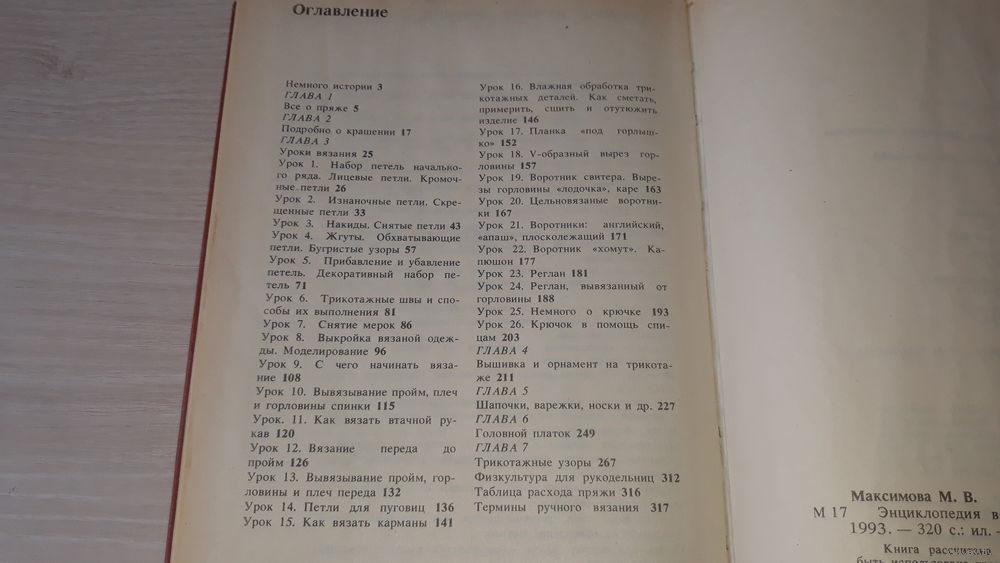 Оглавление
Немного истории 3
ГЛАВА 1
Все о пряже 5
ГЛАВА 2
Подробно о крашении 17
ГЛАВА 3
Уроки вязания 25
Урок 1. Набор петель начально-
го ряда. Лицевые петли. Кромоч-
ные петли 26
Урок 2. Изнаночные петли. Скре-
щенные петли 33
Урок 3. Накиды. Снятые петли 43
Урок 4. Жгуты. Обхватывающие
петли. Бугристые узоры 57
Урок 5. Прибавление и убавление
петель. Декоративный набор пе-
тель 71
Урок 6. Трикотажные швы и спо-
собы их выполнения 81
Урок 7. Снятие мерок 86
Урок 8. Выкройка вязаной одеж-
ды. Моделирование 96
Урок 9. С чего начинать вяза-
ние 108
Урок 10. Вывязывание пройм, плеч
и горловины спинки 115
Урок. 11. Как вязать втачной ру-
кав 120
Урок 12. Вязание переда до
пройм 126
Урок 13. Вывязывание пройм, гор-
ловины и плеч переда 132
Урок 14. Петли для пуговиц 136
Урок 15. Как вязать карманы 141
Урок 16. Влажная обработка три-
котажных деталей. Как сметать,
примерить, сшить и отутюжить
изделие 146
Урок 17. Планка «под горлыш-
ко» 152
Урок 18. V-образный вырез гор-
ловины 157
Урок 19. Воротник свитера. Выре-
зы горловины «лодочка», каре 163
Урок 20. Цельновязаные воротни-
ки 167
Урок 21. Воротники: английский,
«апаш», плосколежащий 171
Урок 22. Воротник «хомут». Ка-
пюшон 177
Урок 23. Реглан 181
Урок 24. Реглан, вывязанный от
горловины 188
Урок 25. Немного о крючке 193
Урок 26. Крючок в помощь спи-
цам 203
ГЛАВА 4
Вышивка и орнамент на трикота-
же 211
ГЛАВА 5
Шапочки, варежки, носки и др. 227
ГЛАВА 6
Головной платок 249
ГЛАВА 7
Трикотажные узоры 267
Физкультура для рукодельниц 312
Таблица расхода пряжи 316
Термины ручного вязания 317
Максимова М. В.
М 17 Энциклопедия в
1993. — 320 с.: ил. -
Книга рассчит
быть использована